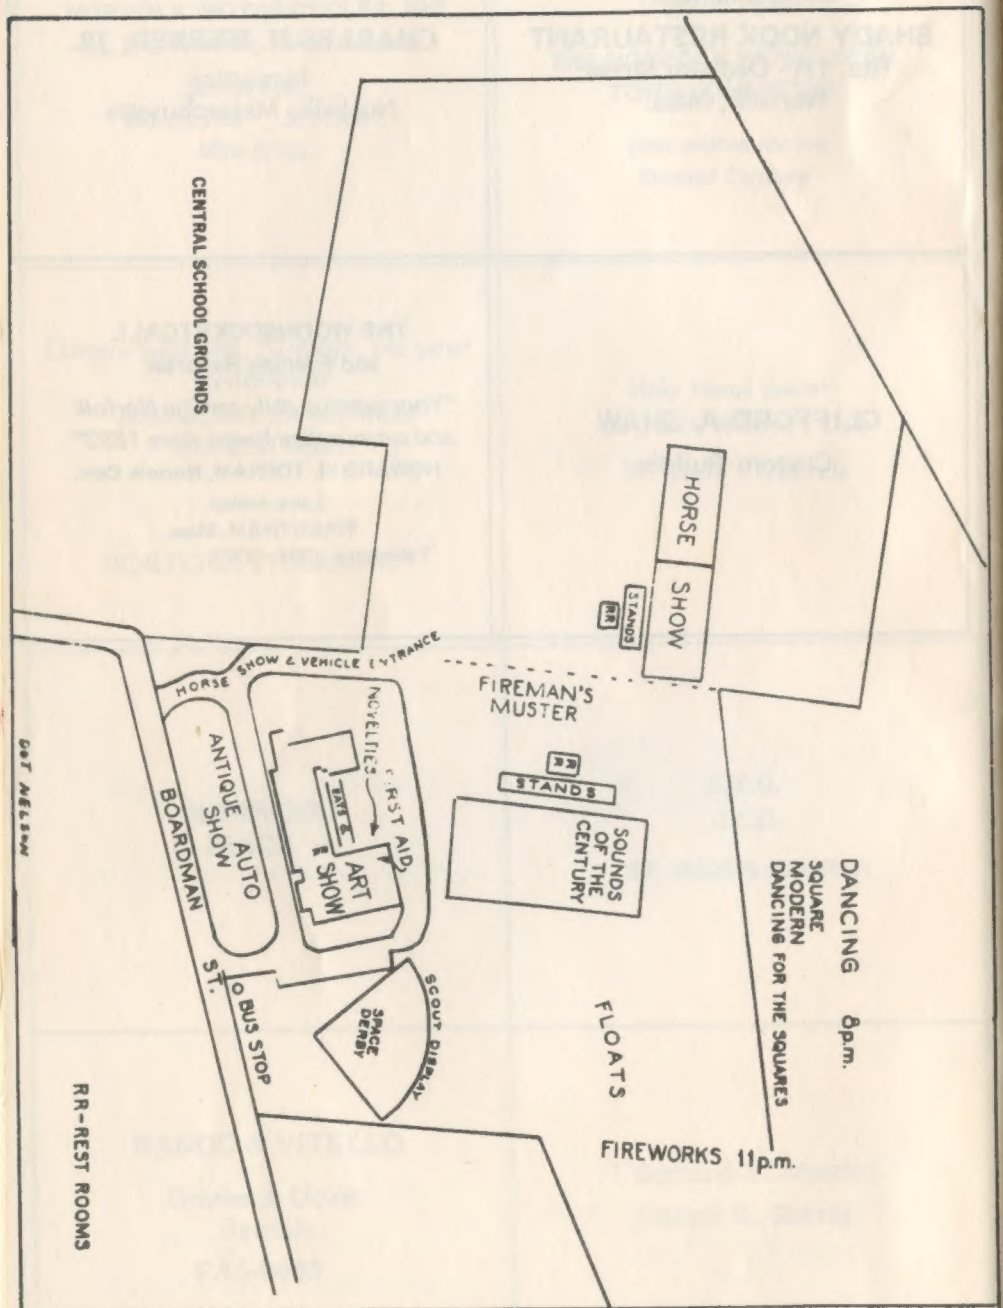 DANCING 8p.m.
SQUARE
MODERN
DANCING FOR THE SQUARES
FIREWORKS 11p.m.
HORSE
SHOW
STANDS
RR
FLOATS
SOUNDS
OF THE
CENTURY
STANDS
RR
FIREMAN'S
MUSTER
HORSE SHOW & VEHICLE ENTRANCE
FIRST AID
NOVELTIES
EATS &
ART
SHOW
SCOUT DISPLAY
SPACE
DERBY
ANTIQUE AUTO
SHOW
BUS STOP
BOARDMAN ST.
CENTRAL SCHOOL GROUNDS
RR-REST ROOMS
DOT NELSON